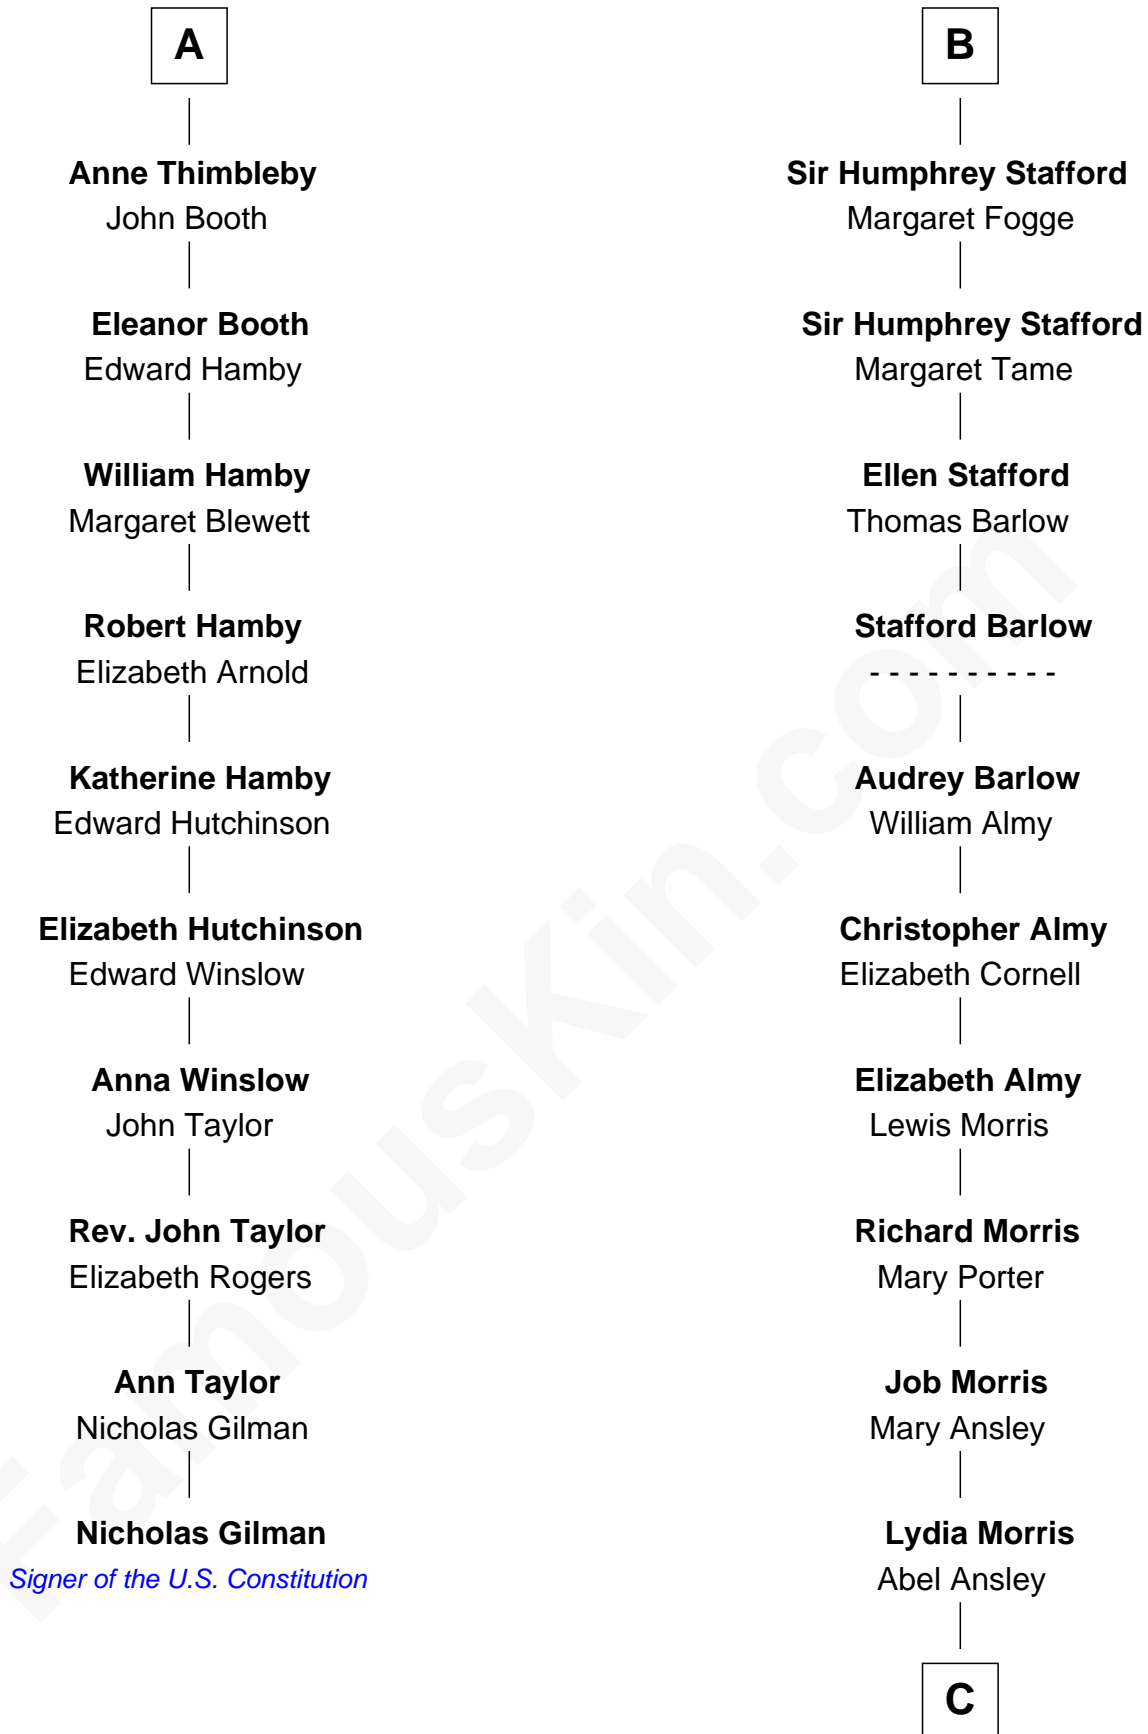 A
Anne Thimbleby
John Booth
Eleanor Booth
Edward Hamby
William Hamby
Margaret Blewett
Robert Hamby
Elizabeth Arnold
Katherine Hamby
Edward Hutchinson
Elizabeth Hutchinson
Edward Winslow
Anna Winslow
John Taylor
Rev. John Taylor
Elizabeth Rogers
Ann Taylor
Nicholas Gilman
Nicholas Gilman
Signer of the U.S. Constitution
B
Sir Humphrey Stafford
Margaret Fogge
Sir Humphrey Stafford
Margaret Tame
Ellen Stafford
Thomas Barlow
Stafford Barlow
- - - - - - - - - -
Audrey Barlow
William Almy
Christopher Almy
Elizabeth Cornell
Elizabeth Almy
Lewis Morris
Richard Morris
Mary Porter
Job Morris
Mary Ansley
Lydia Morris
Abel Ansley
C
FamousKin.com